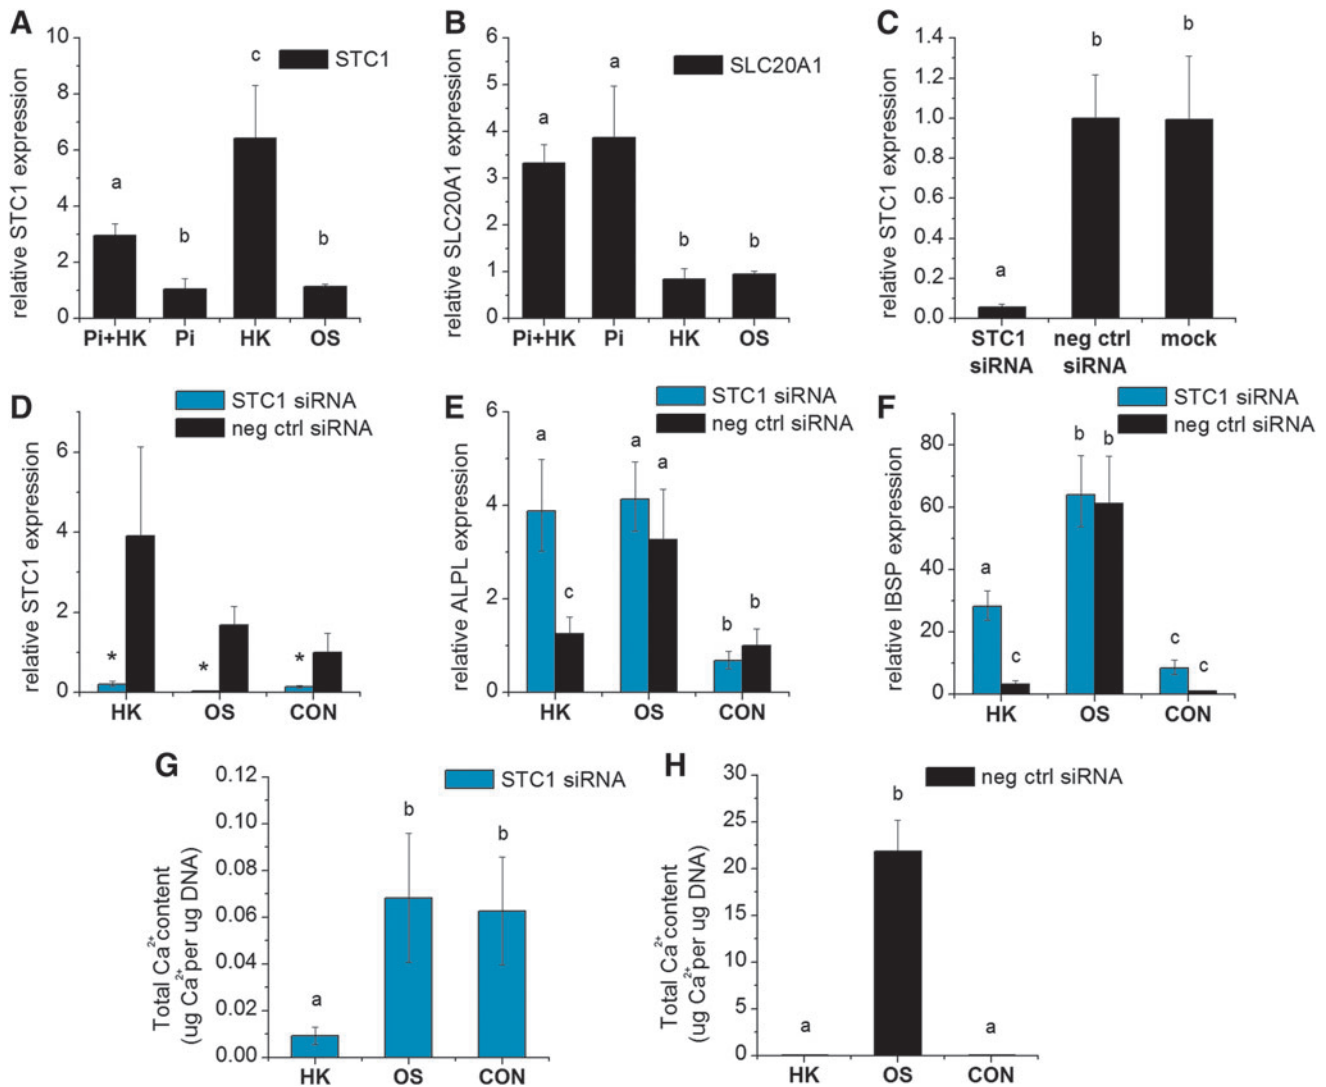 A
relative STC1 expression
10
8
6
4
2
0
STC1
a
b
c
b
Pi+HK Pi HK OS
B
relative SLC20A1 expression
6
5
4
3
2
1
0
SLC20A1
a
a
b
b
Pi+HK Pi HK OS
C
relative STC1 expression
1.4
1.2
1.0
0.8
0.6
0.4
0.2
0.0
a
b
b
STC1 neg ctrl mock
siRNA siRNA
D
STC1 siRNA
neg ctrl siRNA
relative STC1 expression
6
4
2
0
*
*
*
HK OS CON
E
STC1 siRNA
neg ctrl siRNA
relative ALPL expression
6
4
2
0
a
c
a
a
b
b
HK OS CON
F
STC1 siRNA
neg ctrl siRNA
relative IBSP expression
80
60
40
20
0
a
c
b
b
c
c
HK OS CON
G
STC1 siRNA
Total Ca2+content
(ug Ca2+per ug DNA)
0.12
0.10
0.08
0.06
0.04
0.02
0.00
a
b
b
HK OS CON
H
neg ctrl siRNA
Total Ca2+content
(ug Ca2+per ug DNA)
30
25
20
15
10
5
0
a
b
a
HK OS CON